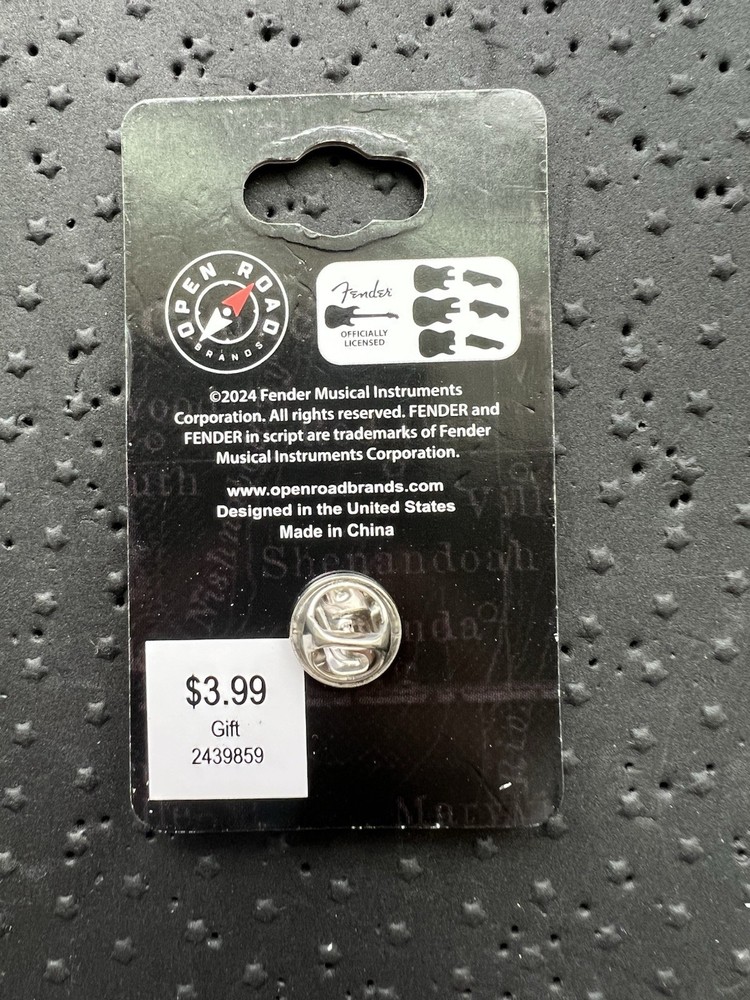 OPEN ROAD
BRANDS
Fender
OFFICIALLY
LICENSED
©2024 Fender Musical Instruments
Corporation. All rights reserved. FENDER and
FENDER in script are trademarks of Fender
Musical Instruments Corporation.
www.openroadbrands.com
Designed in the United States
Made in China
Shenandoah
$3.99
Gift
2439859